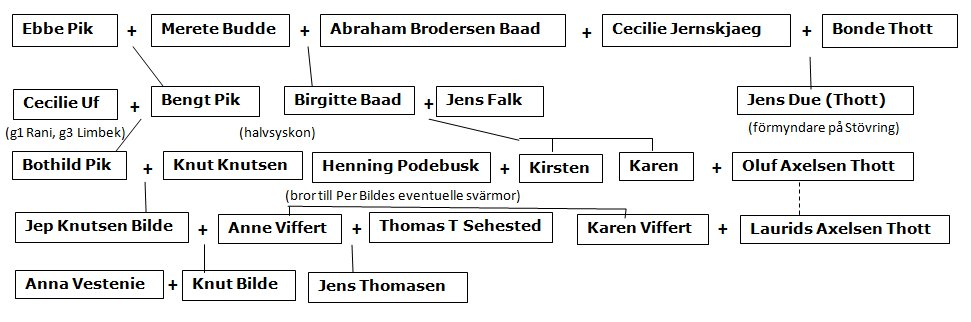 Ebbe Pik + Merete Budde + Abraham Brodersen Baad + Cecilie Jernskjaeg + Bonde Thott
Cecilie Uf + Bengt Pik Birgitte Baad + Jens Falk Jens Due (Thott)
(g1 Rani, g3 Limbek) (halvsyskon) (förmyndare på Stövring)
Bothild Pik + Knut Knutsen Henning Podebusk + Kirsten Karen + Oluf Axelsen Thott
(bror till Per Bildes eventuelle svärmor)
Jep Knutsen Bilde + Anne Viffert + Thomas T Sehested Karen Viffert + Laurids Axelsen Thott
Anna Vestenie + Knut Bilde Jens Thomasen